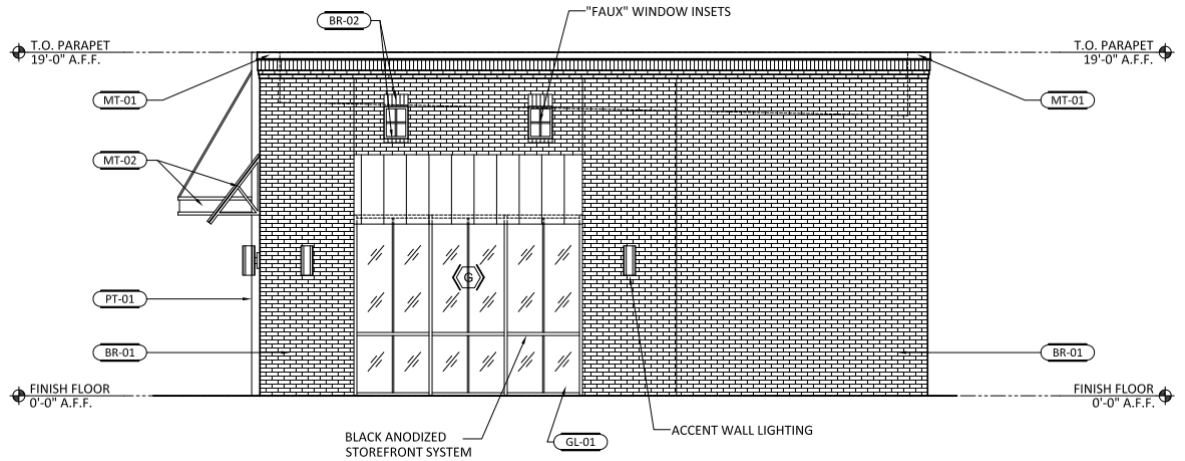 BR-02
"FAUX" WINDOW INSETS
T.O. PARAPET
19'-0" A.F.F.
T.O. PARAPET
19'-0" A.F.F.
MT-01
MT-01
MT-02
G
PT-01
BR-01
BR-01
FINISH FLOOR
0'-0" A.F.F.
FINISH FLOOR
0'-0" A.F.F.
BLACK ANODIZED
STOREFRONT SYSTEM
GL-01
ACCENT WALL LIGHTING